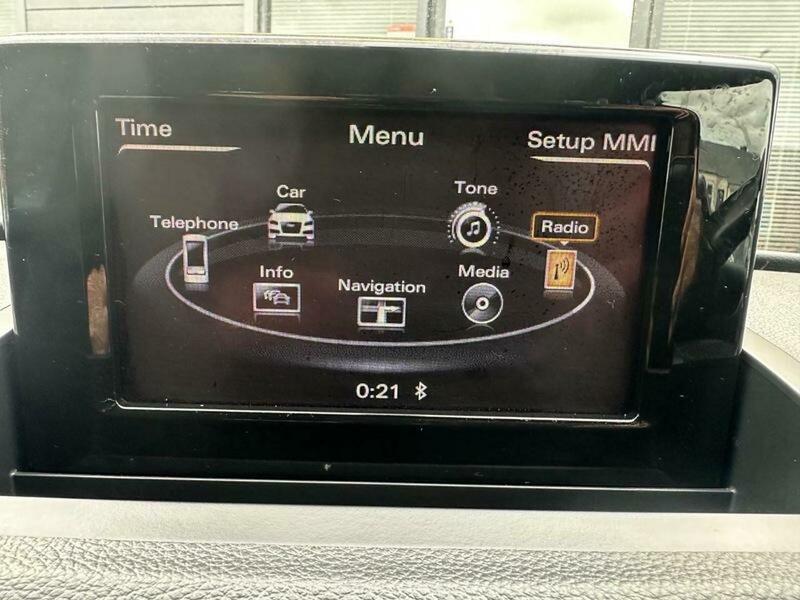 Time
Menu
Setup MMI
Car
Tone
Telephone
Radio
Info
Navigation
Media
0:21